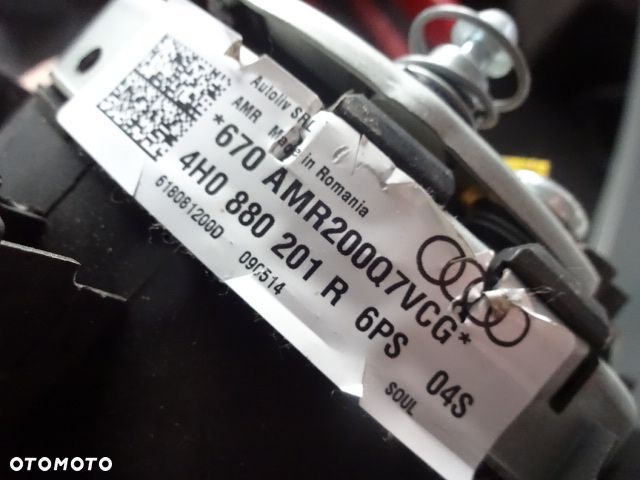 Autoliv SRL
AMR Made in Romania
*670 AMR200Q7VCG*
4H0 880 201 R 6PS 04S
618081200D 090514 SOUL
OTOMOTO